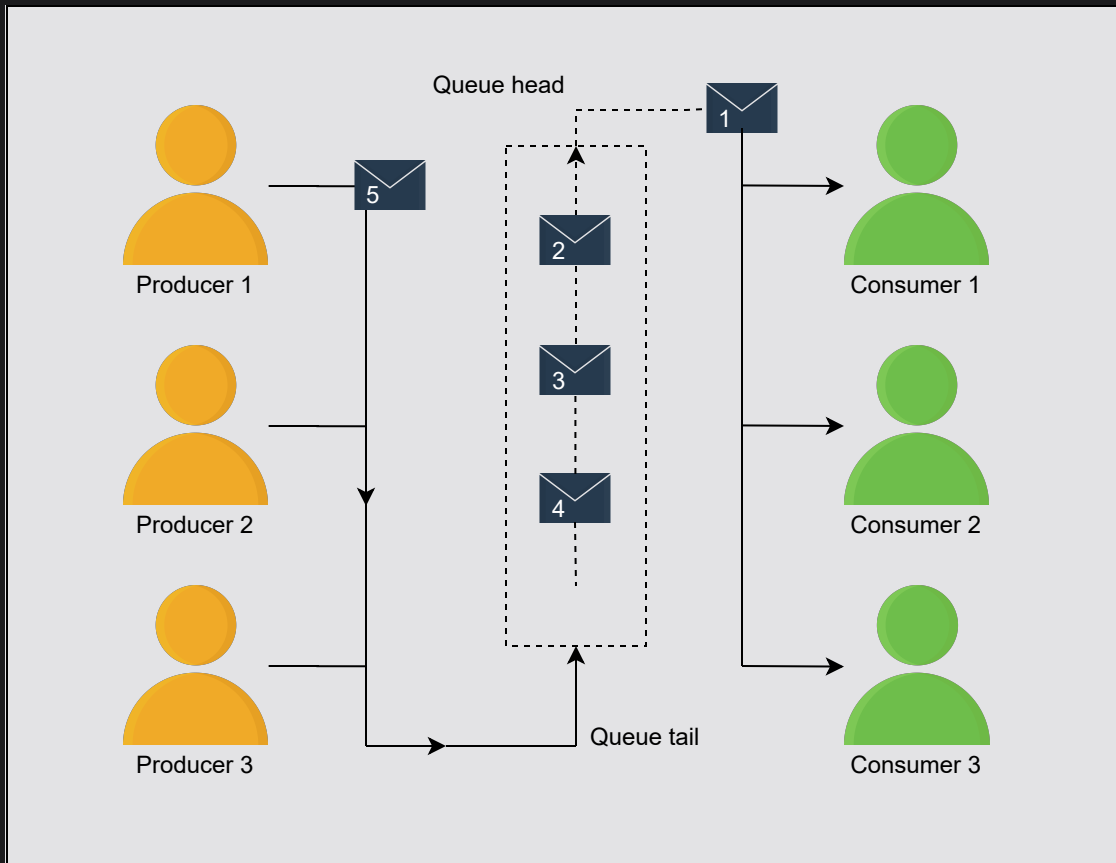 Queue head
1
5
2
Producer 1
Consumer 1
3
4
Producer 2
Consumer 2
Queue tail
Producer 3
Consumer 3